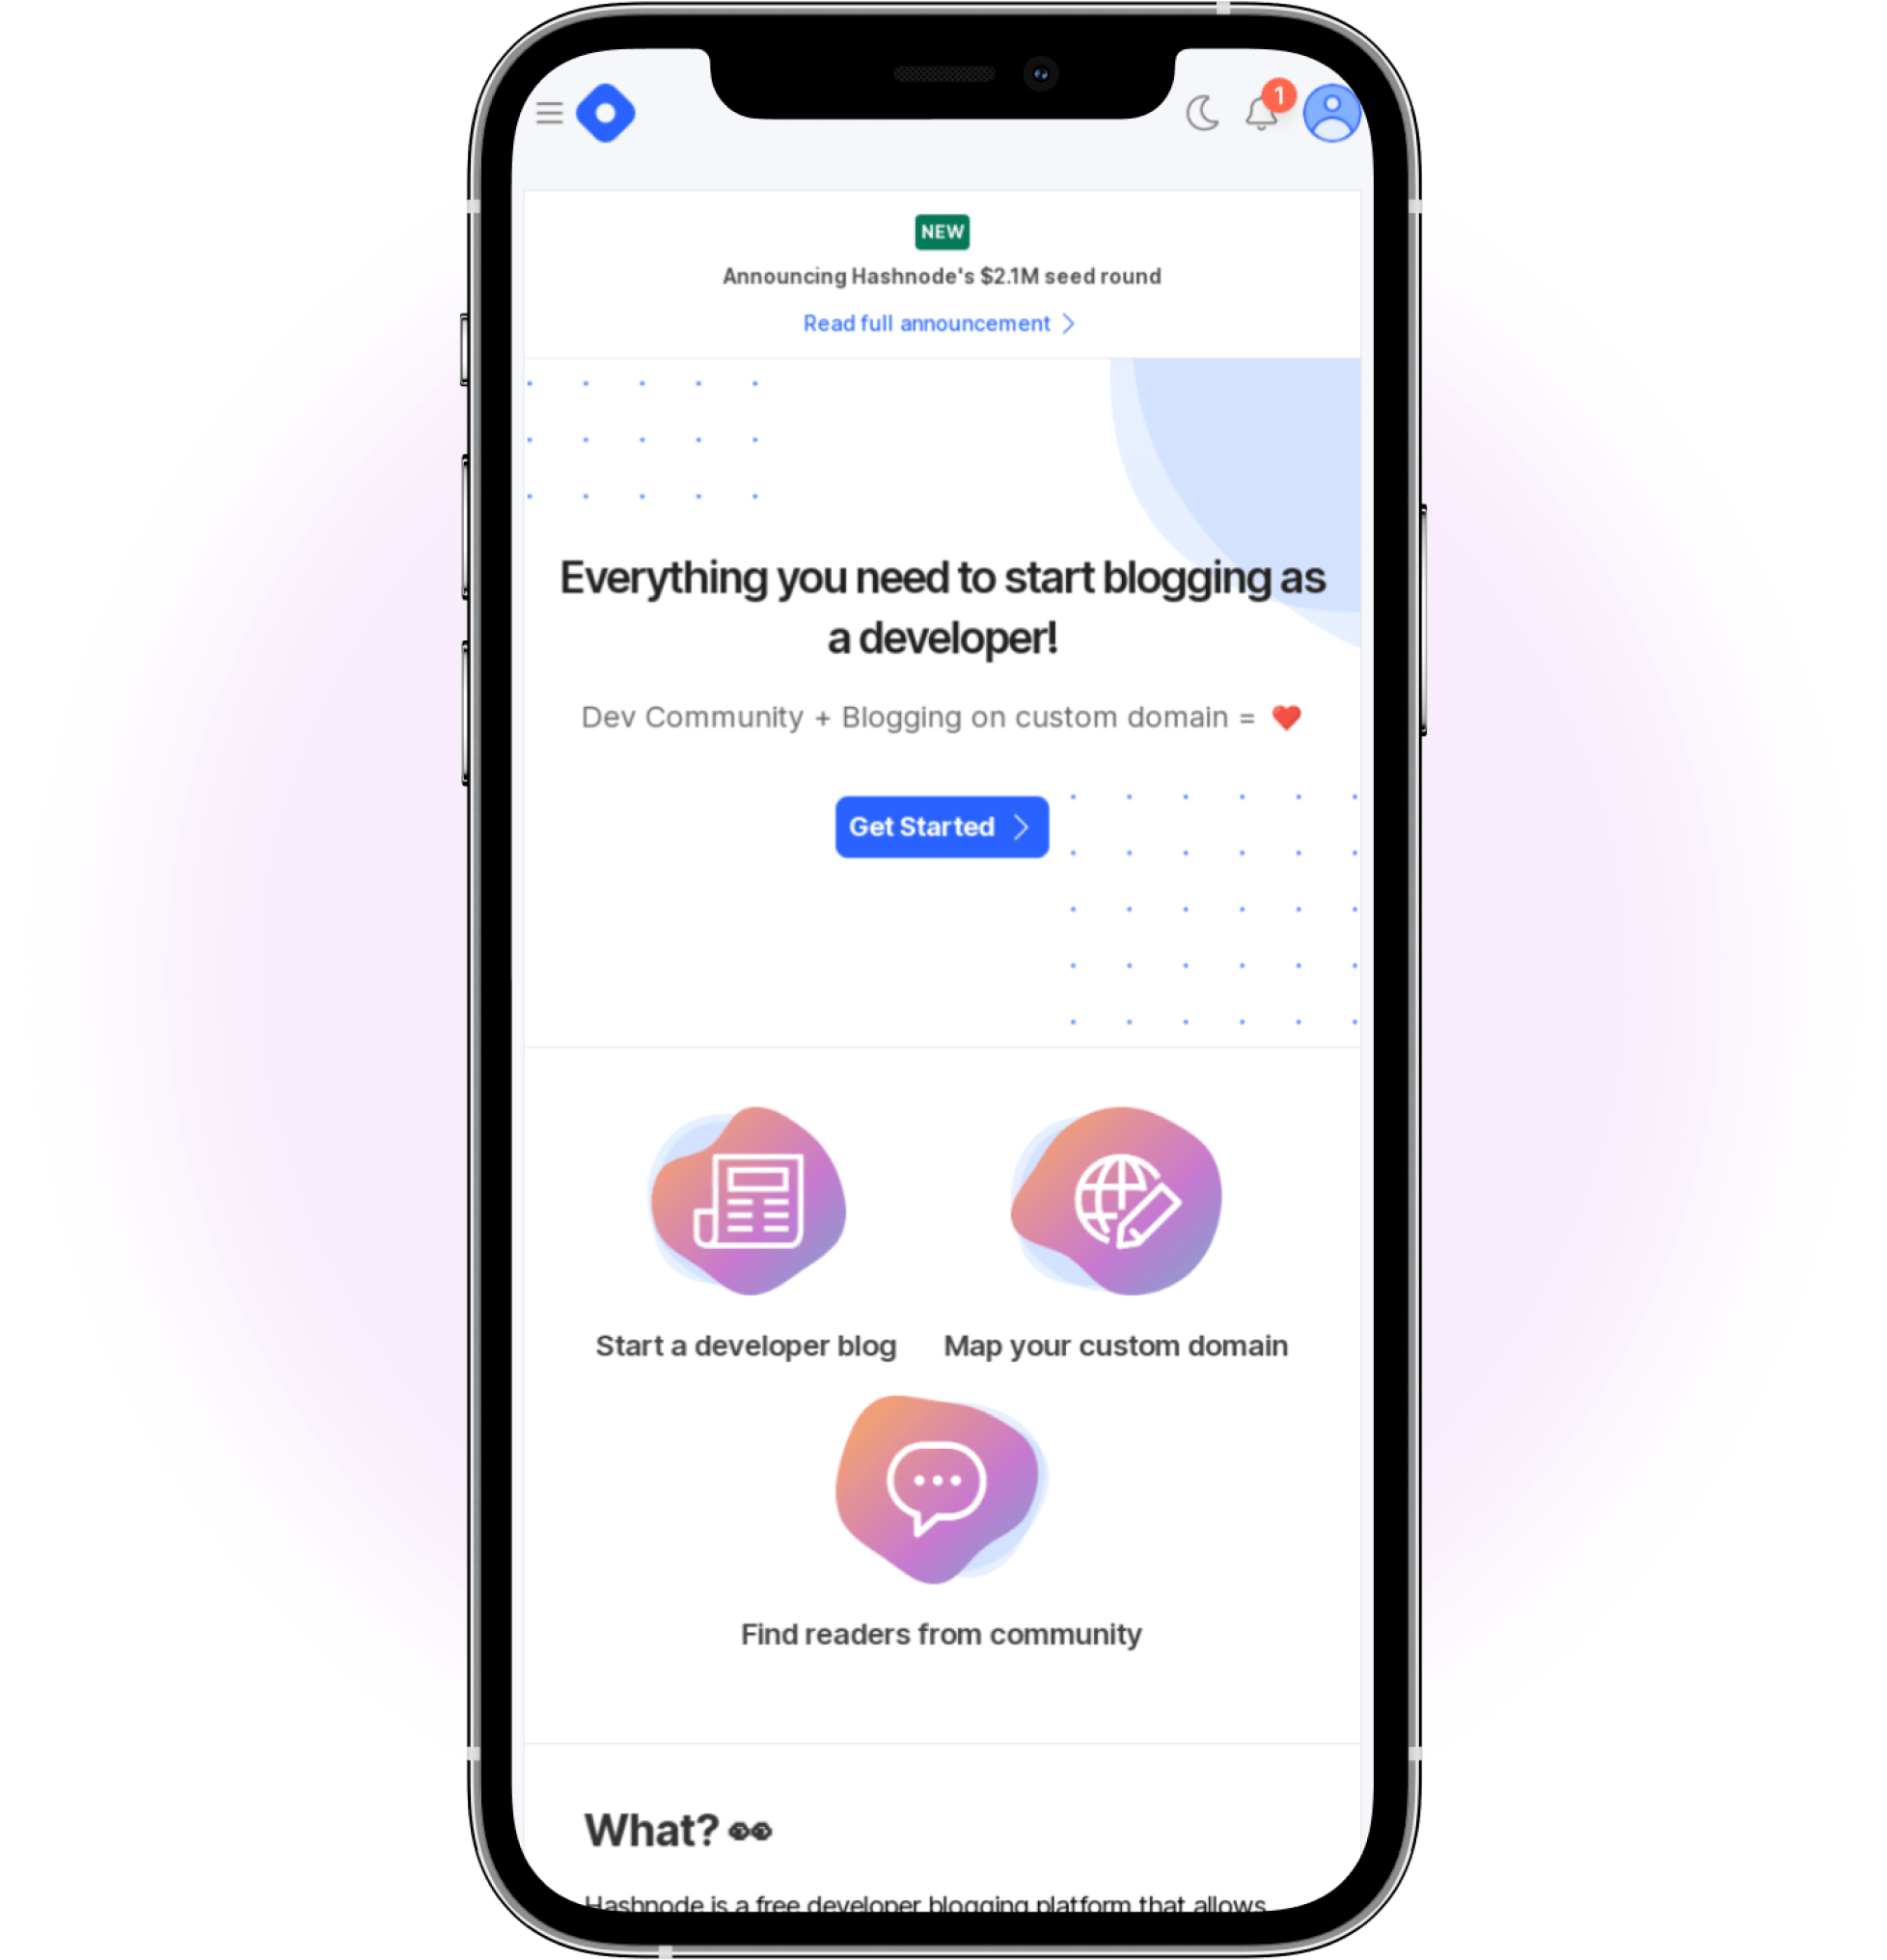 1
NEW
Announcing Hashnode's $2.1M seed round
Read full announcement
Everything you need to start blogging as
a developer!
Dev Community + Blogging on custom domain = ❤️
Get Started
Start a developer blog
Map your custom domain
Find readers from community
What? 👀
Hashnode is a free developer blogging platform that allows